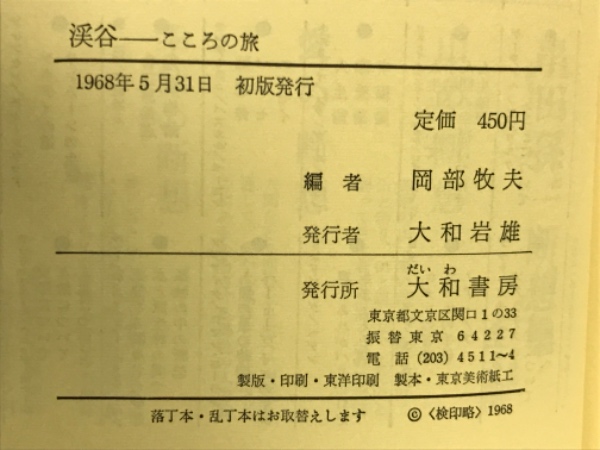 渓谷――こころの旅
1968年5月31日 初版発行
定価 450円
編者 岡部牧夫
発行者 大和岩雄
だいわ
発行所 大和書房
東京都文京区関口1の33
振替東京 64227
電話(203)4511〜4
製版・印刷・東洋印刷 製本・東京美術紙工
落丁本・乱丁本はお取替えします ©〈検印略〉1968